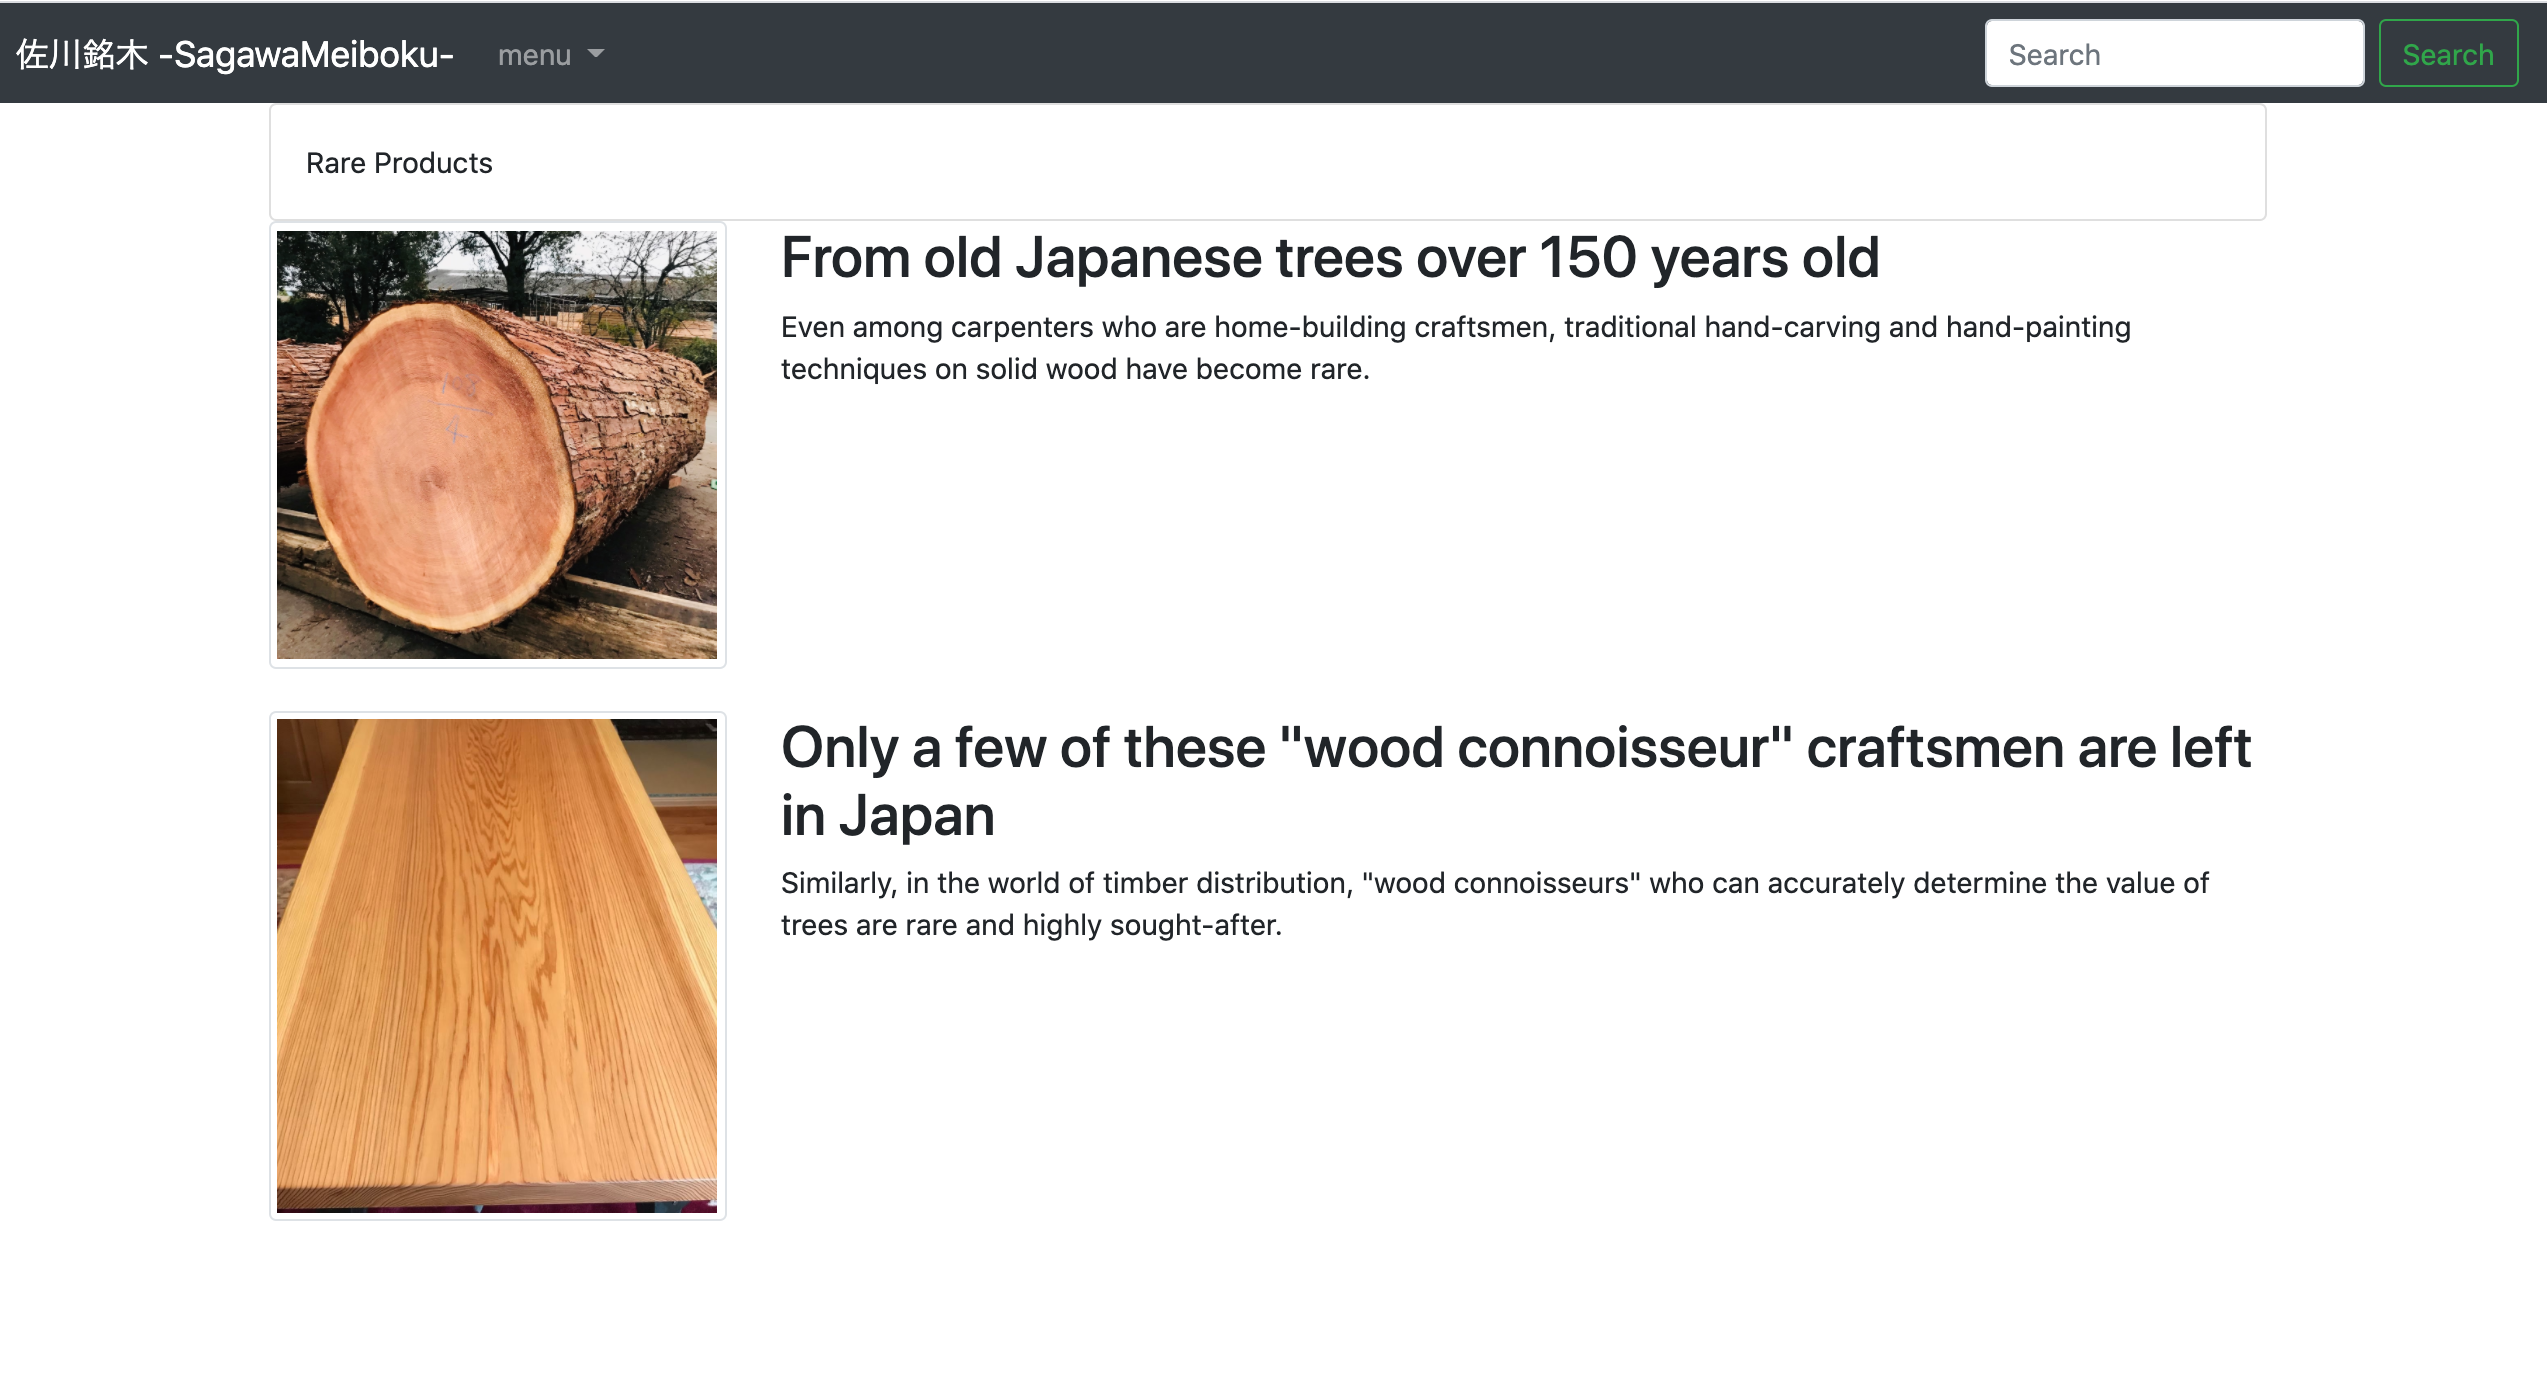 佐川銘木 -SagawaMeiboku-
menu
Search
Search
Rare Products
From old Japanese trees over 150 years old
Even among carpenters who are home-building craftsmen, traditional hand-carving and hand-painting
techniques on solid wood have become rare.
Only a few of these "wood connoisseur" craftsmen are left
in Japan
Similarly, in the world of timber distribution, "wood connoisseurs" who can accurately determine the value of
trees are rare and highly sought-after.